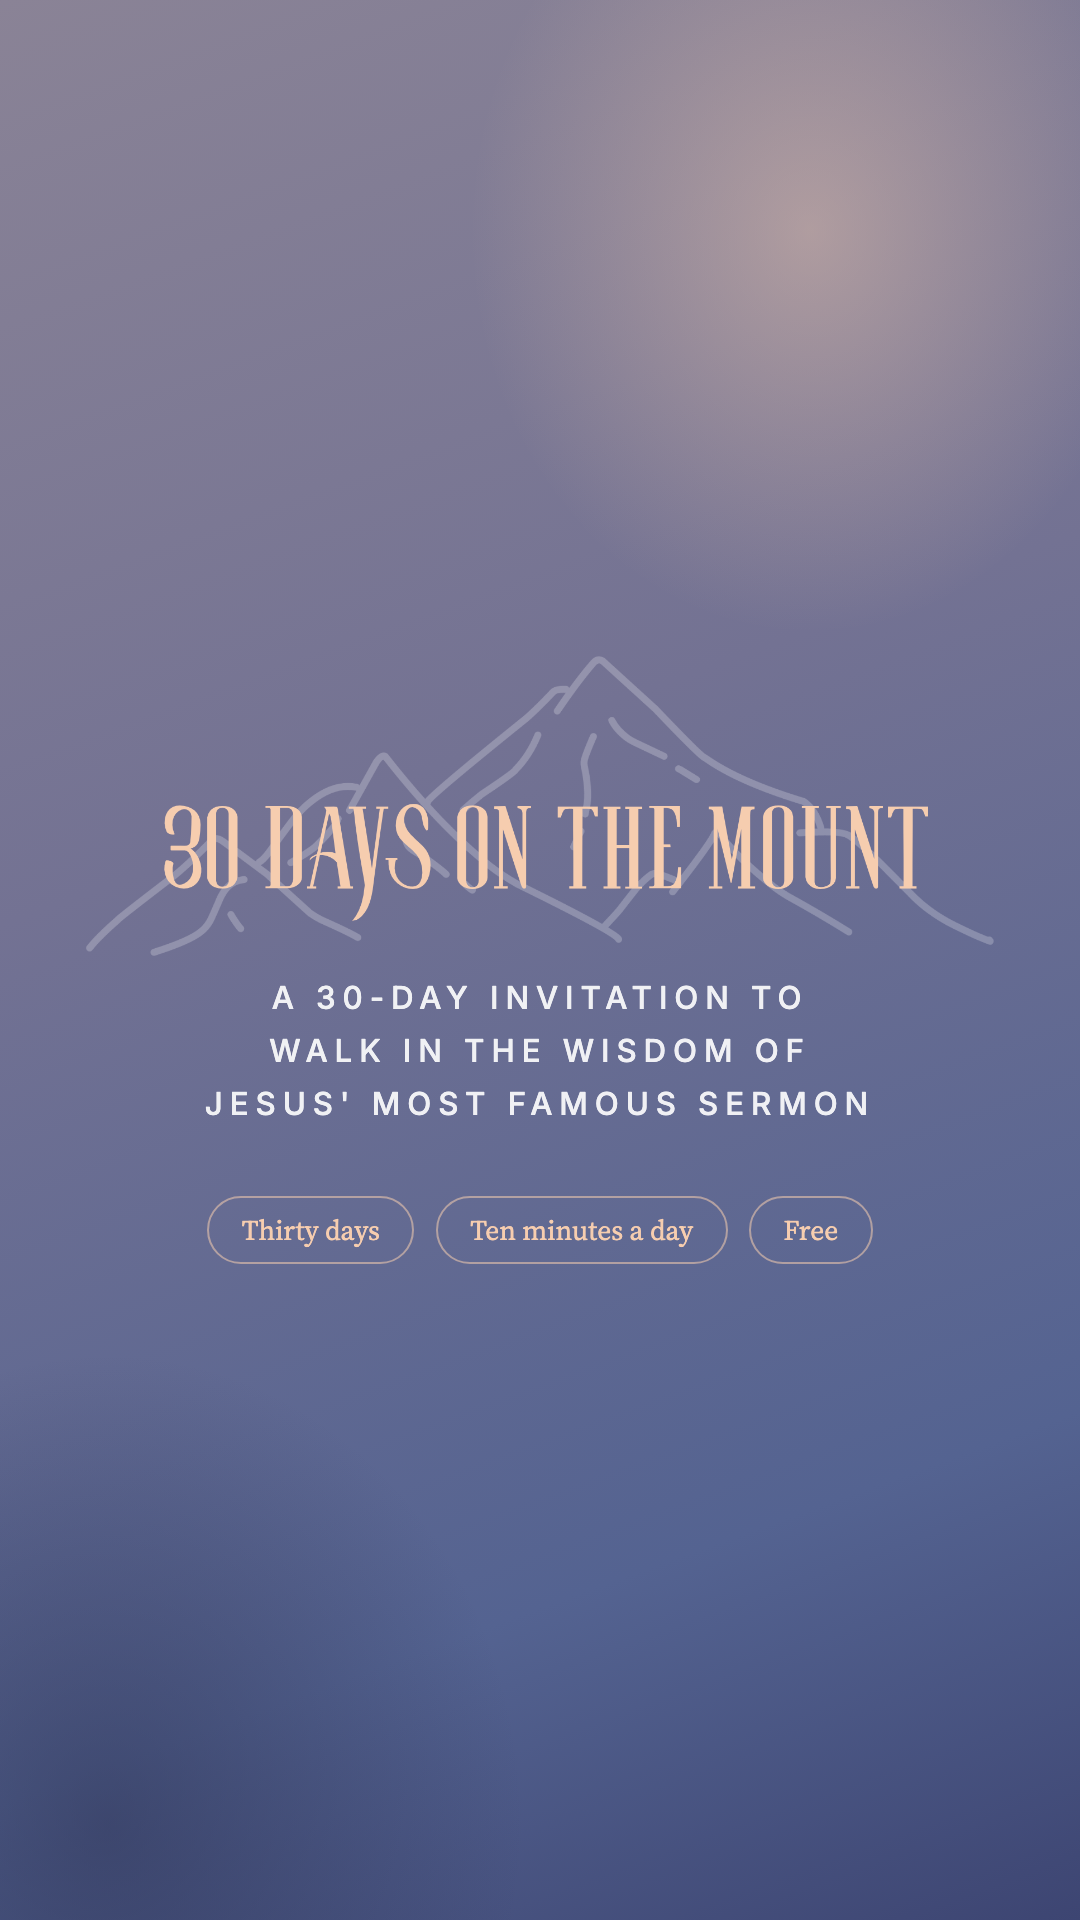 30 DAYS ON THE MOUNT
A 30-DAY INVITATION TO
WALK IN THE WISDOM OF
JESUS' MOST FAMOUS SERMON
Thirty days
Ten minutes a day
Free